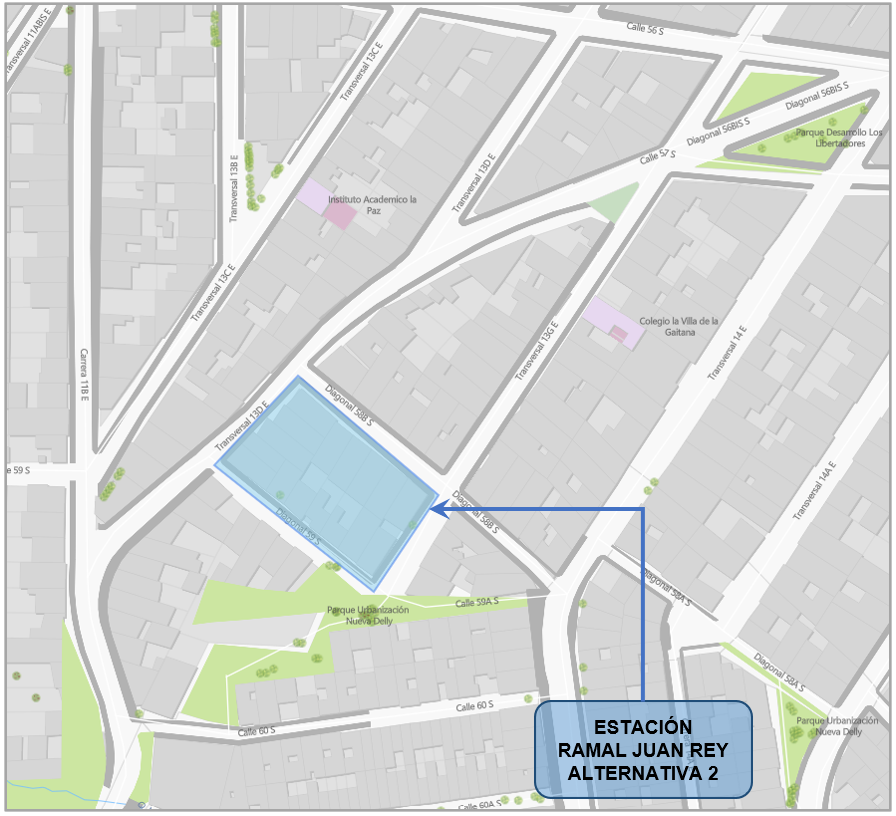 Transversal 11ABIS E
Calle 56 S
Transversal 13C E
Diagonal 56BIS S
Diagonal 56BIS S
Parque Desarrollo Los
Libertadores
Calle 57 S
Transversal 13B E
Transversal 13D E
Instituto Academico la
Paz
Transversal 13C E
Colegio la Villa de la
Gaitana
Transversal 13G E
Transversal 14 E
Carrera 11B E
Diagonal 58B S
Transversal 13D E
e 59 S
Transversal 14A E
Diagonal 58B S
Diagonal 59 S
Diagonal 58A S
Calle 59A S
Parque Urbanización
Nueva Delly
Diagonal 58A S
Calle 60 S
Calle 60 S
Parque Urbanización
Nueva Delly
ESTACIÓN
RAMAL JUAN REY
ALTERNATIVA 2
Calle 60A S